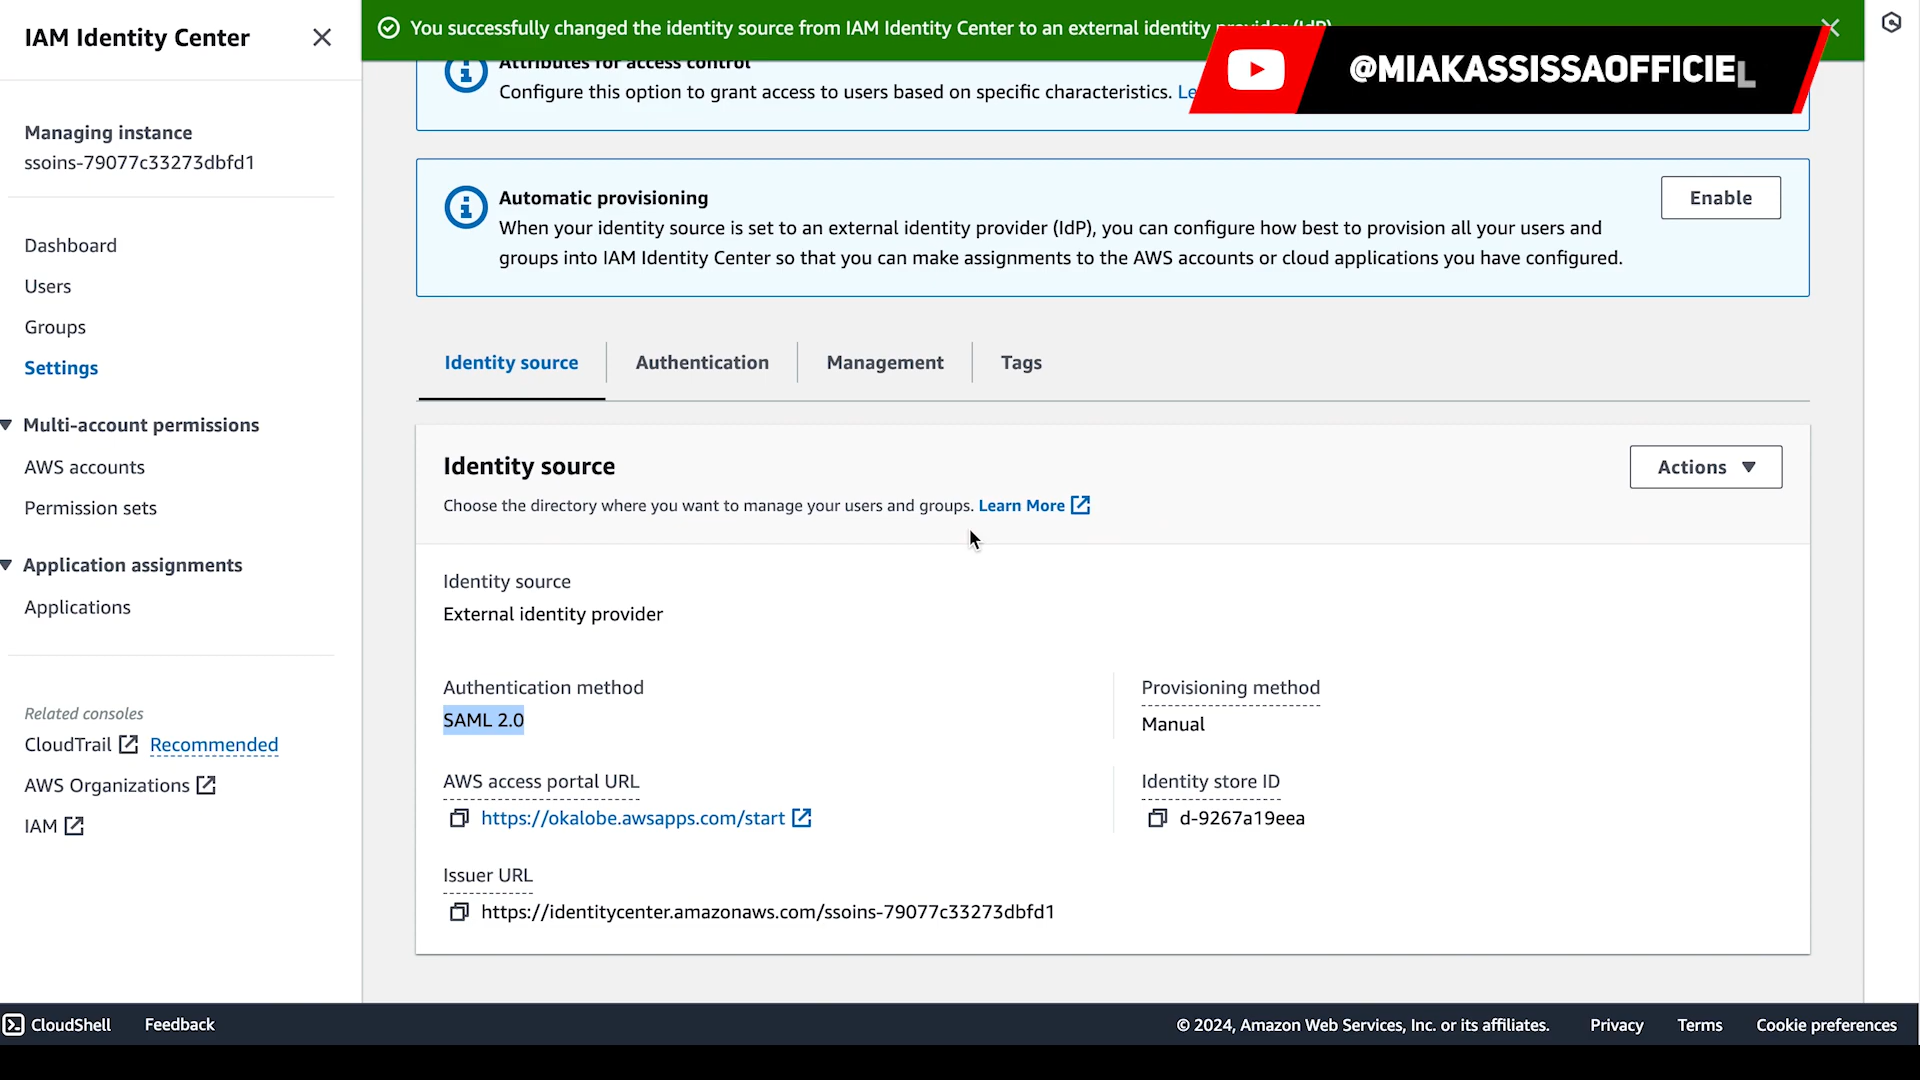 IAM Identity Center
Managing instance
ssoins-79077c33273dbfd1
Dashboard
Users
Groups
Settings
Multi-account permissions
AWS accounts
Permission sets
Application assignments
Applications
Related consoles
CloudTrail Recommended
AWS Organizations
IAM
You successfully changed the identity source from IAM Identity Center to an external identity provider (IdP)
@MIAKASSISSAOFFICIEL
Attributes for access control
Configure this option to grant access to users based on specific characteristics.
Automatic provisioning
Enable
When your identity source is set to an external identity provider (IdP), you can configure how best to provision all your users and
groups into IAM Identity Center so that you can make assignments to the AWS accounts or cloud applications you have configured.
Identity source Authentication Management Tags
Identity source
Actions
Choose the directory where you want to manage your users and groups. Learn More
Identity source
External identity provider
Authentication method
SAML 2.0
Provisioning method
Manual
AWS access portal URL
https://okalobe.awsapps.com/start
Identity store ID
d-9267a19eea
Issuer URL
https://identitycenter.amazonaws.com/ssoins-79077c33273dbfd1
CloudShell Feedback
© 2024, Amazon Web Services, Inc. or its affiliates. Privacy Terms Cookie preferences